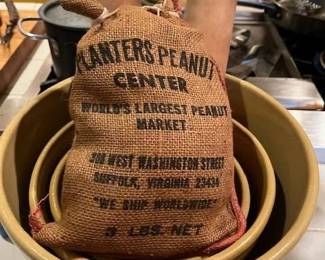 PLANTERS PEANUT
CENTER
WORLD'S LARGEST PEANUT
MARKET
308 WEST WASHINGTON STREET
SUFFOLK, VIRGINIA 23434
"WE SHIP WORLDWIDE"
5 LBS. NET